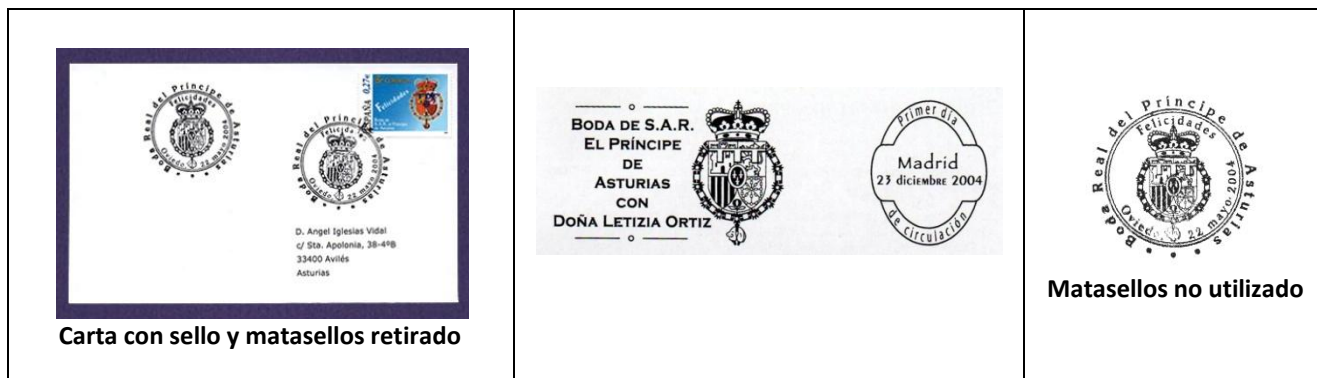 Boda Real del Príncipe de Asturias
Felicidades
Oviedo 22 mayo 2004
Boda Real del Príncipe de Asturias
Felicidades
Oviedo 22 mayo 2004
ESPAÑA 0,27€
Felicidades
D. Angel Iglesias Vidal
c/ Sta. Apolonia, 38-4ºB
33400 Avilés
Asturias
Carta con sello y matasellos retirado
BODA DE S.A.R.
EL PRÍNCIPE
DE
ASTURIAS
CON
DOÑA LETIZIA ORTIZ
Primer día
Madrid
23 diciembre 2004
de circulación
Boda Real del Príncipe de Asturias
Felicidades
Oviedo 22 mayo 2004
Matasellos no utilizado